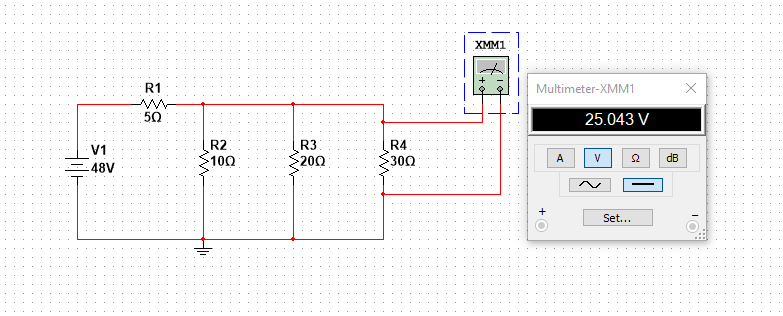 XMM1
+ −
R1
5Ω
V1
48V
R2
10Ω
R3
20Ω
R4
30Ω
Multimeter-XMM1
25.043 V
A V Ω dB
Set...
+ −